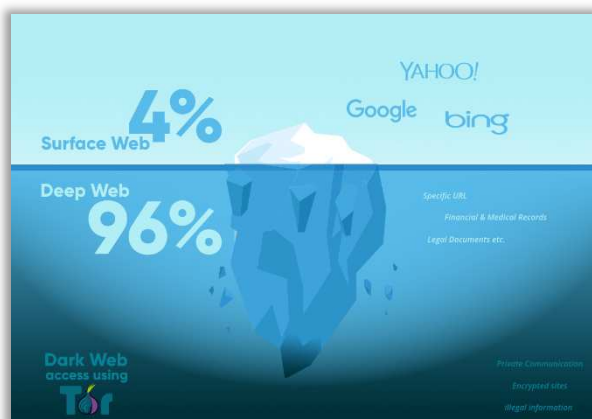 YAHOO!
4%
Google
bing
Surface Web
Deep Web
Specific URL
96%
Financial & Medical Records
Legal Documents etc.
Dark Web
access using
Tor
Private Communication
Encrypted sites
Illegal information